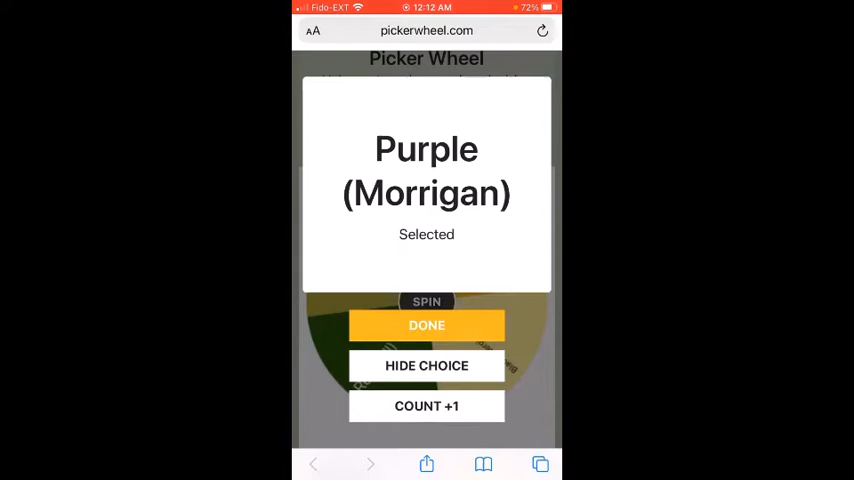 Fido-EXT 12:12 AM 72%
AA pickerwheel.com
Picker Wheel
Purple
(Morrigan)
Selected
SPIN
DONE
HIDE CHOICE
COUNT +1